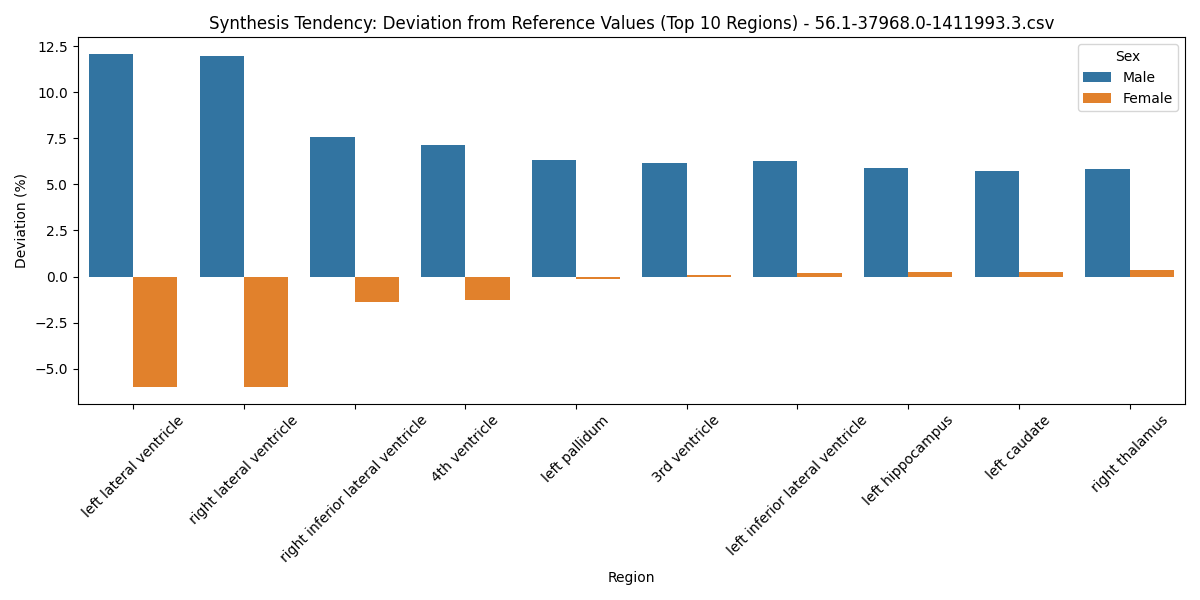 Synthesis Tendency: Deviation from Reference Values (Top 10 Regions) - 56.1-37968.0-1411993.3.csv
Sex
Male
Female
Deviation (%)
12.5
10.0
7.5
5.0
2.5
0.0
−2.5
−5.0
left lateral ventricle
right lateral ventricle
right inferior lateral ventricle
4th ventricle
left pallidum
3rd ventricle
left inferior lateral ventricle
left hippocampus
left caudate
right thalamus
Region